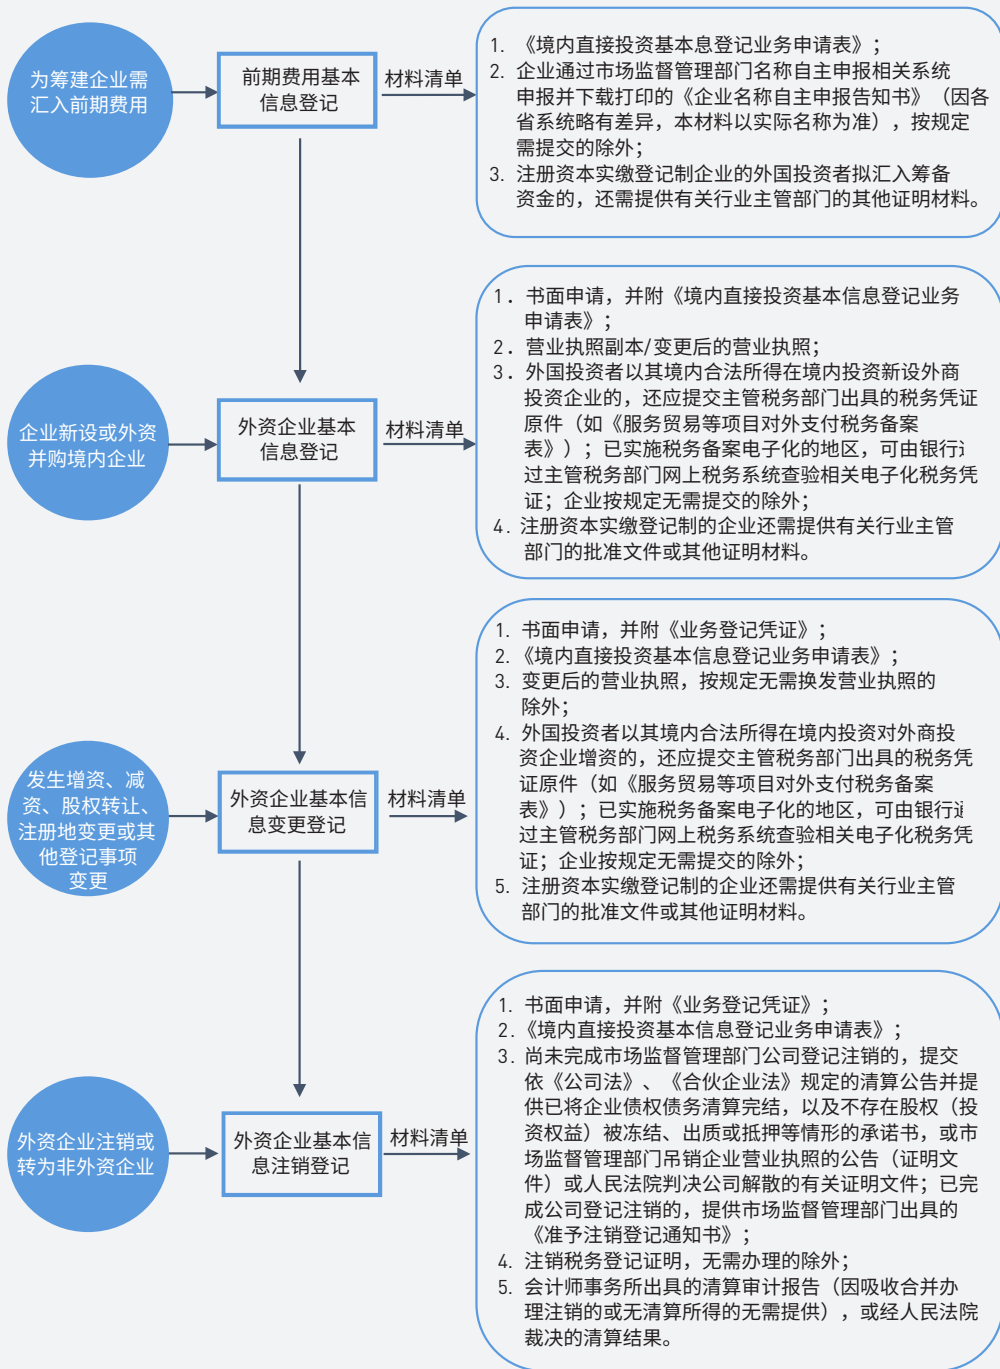 为筹建企业需
汇入前期费用
前期费用基本
信息登记
材料清单
1. 《境内直接投资基本息登记业务申请表》；
2. 企业通过市场监督管理部门名称自主申报相关系统
申报并下载打印的《企业名称自主申报告知书》（因各
省系统略有差异，本材料以实际名称为准），按规定
需提交的除外；
3. 注册资本实缴登记制企业的外国投资者拟汇入筹备
资金的，还需提供有关行业主管部门的其他证明材料。
企业新设或外资
并购境内企业
外资企业基本
信息登记
材料清单
1. 书面申请，并附《境内直接投资基本信息登记业务
申请表》；
2. 营业执照副本/变更后的营业执照；
3. 外国投资者以其境内合法所得在境内投资新设外商
投资企业的，还应提交主管税务部门出具的税务凭证
原件（如《服务贸易等项目对外支付税务备案
表》）；已实施税务备案电子化的地区，可由银行
过主管税务部门网上税务系统查验相关电子化税务凭
证；企业按规定无需提交的除外；
4. 注册资本实缴登记制的企业还需提供有关行业主管
部门的批准文件或其他证明材料。
发生增资、减
资、股权转让、
注册地变更或其
他登记事项
变更
外资企业基本信
息变更登记
材料清单
1. 书面申请，并附《业务登记凭证》；
2. 《境内直接投资基本信息登记业务申请表》；
3. 变更后的营业执照，按规定无需换发营业执照的
除外；
4. 外国投资者以其境内合法所得在境内投资对外商投
资企业增资的，还应提交主管税务部门出具的税务凭
证原件（如《服务贸易等项目对外支付税务备案
表》）；已实施税务备案电子化的地区，可由银行
过主管税务部门网上税务系统查验相关电子化税务凭
证；企业按规定无需提交的除外；
5. 注册资本实缴登记制的企业还需提供有关行业主管
部门的批准文件或其他证明材料。
外资企业注销或
转为非外资企业
外资企业基本信
息注销登记
材料清单
1. 书面申请，并附《业务登记凭证》；
2. 《境内直接投资基本信息登记业务申请表》；
3. 尚未完成市场监督管理部门公司登记注销的，提交
依《公司法》、《合伙企业法》规定的清算公告并提
供已将企业债权债务清算完结，以及不存在股权（投
资权益）被冻结、出质或抵押等情形的承诺书，或市
场监督管理部门吊销企业营业执照的公告（证明文
件）或人民法院判决公司解散的有关证明文件；已完
成公司登记注销的，提供市场监督管理部门出具的
《准予注销登记通知书》；
4. 注销税务登记证明，无需办理的除外；
5. 会计师事务所出具的清算审计报告（因吸收合并办
理注销的或无清算所得的无需提供），或经人民法院
裁决的清算结果。